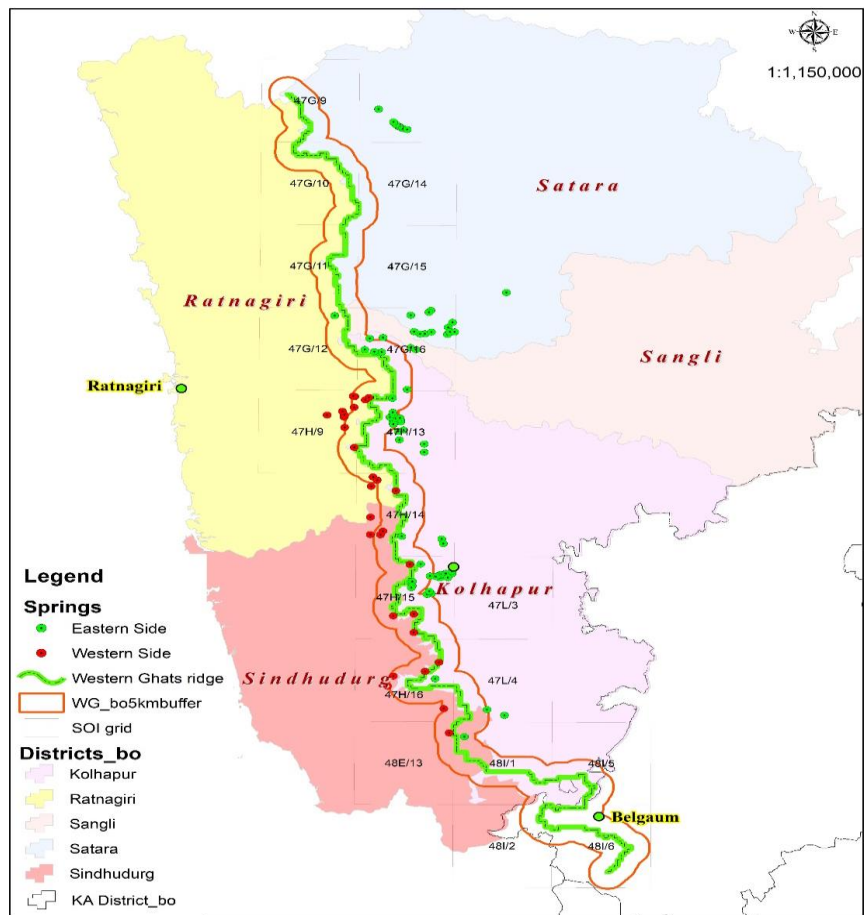 N
W E
S
1:1,150,000
47G/9
47G/10
47G/14
Satara
47G/11
47G/15
Ratnagiri
47G/12
47G/16
Sangli
Ratnagiri
47H/9
47H/13
47H/14
Kolhapur
47H/15
47L/3
Sindhudurg
47H/16
47L/4
48E/13
48I/1
48I/5
Belgaum
48I/2
48I/6
Legend
Springs
Eastern Side
Western Side
Western Ghats ridge
WG_bo5kmbuffer
SOI grid
Districts_bo
Kolhapur
Ratnagiri
Sangli
Satara
Sindhudurg
KA District_bo